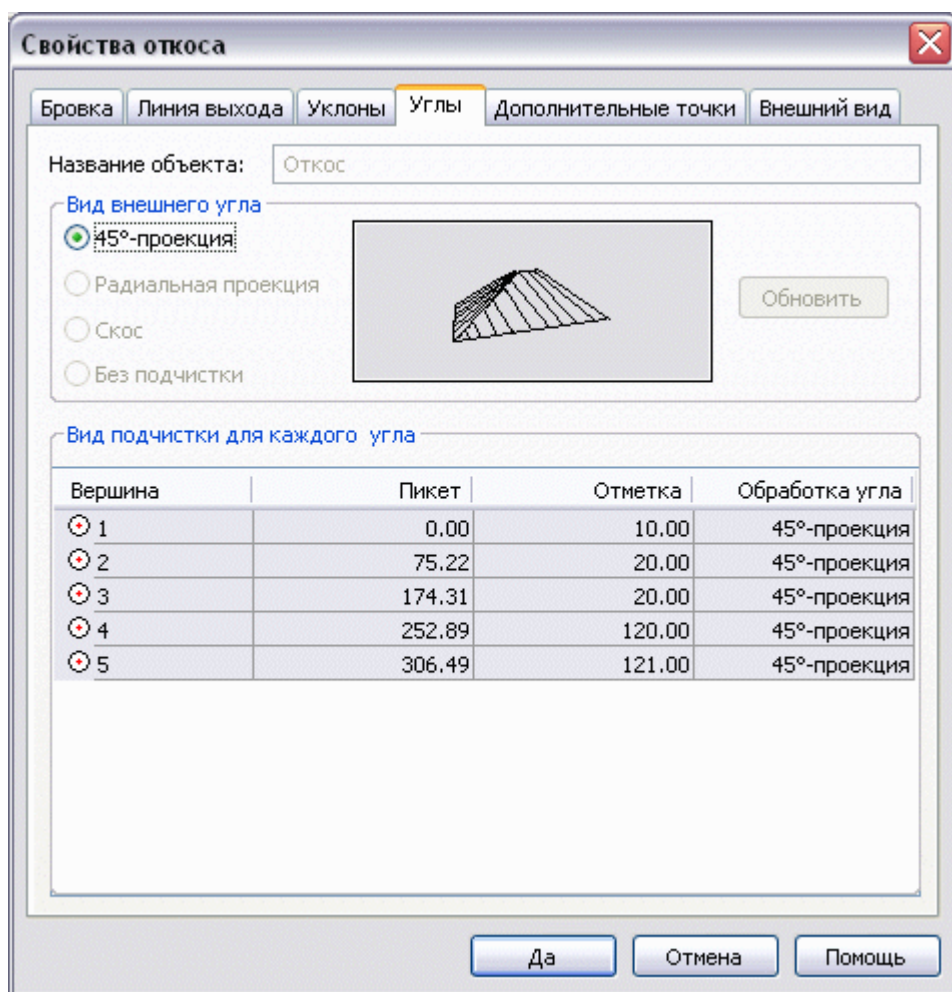 Свойства откоса
Бровка Линия выхода Уклоны Углы Дополнительные точки Внешний вид
Название объекта: Откос
Вид внешнего угла
45°-проекция
Радиальная проекция
Скос
Без подчистки
Обновить
Вид подчистки для каждого угла
Вершина Пикет Отметка Обработка угла
1 0.00 10.00 45°-проекция
2 75.22 20.00 45°-проекция
3 174.31 20.00 45°-проекция
4 252.89 120.00 45°-проекция
5 306.49 121.00 45°-проекция
Да Отмена Помощь